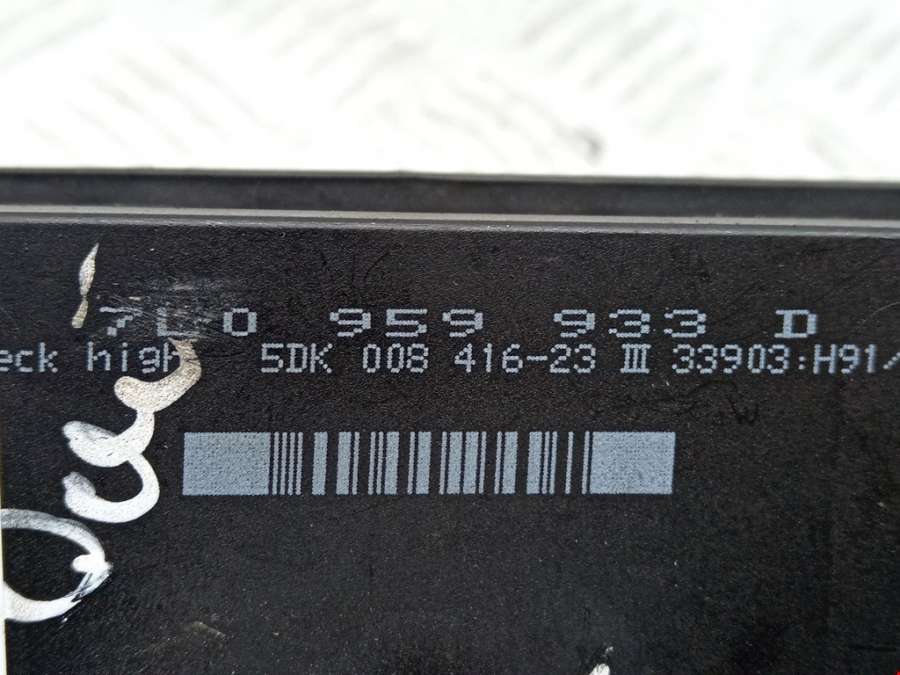 7L0 959 933 D
eck high 5DK 008 416-23 III 33903:H91/